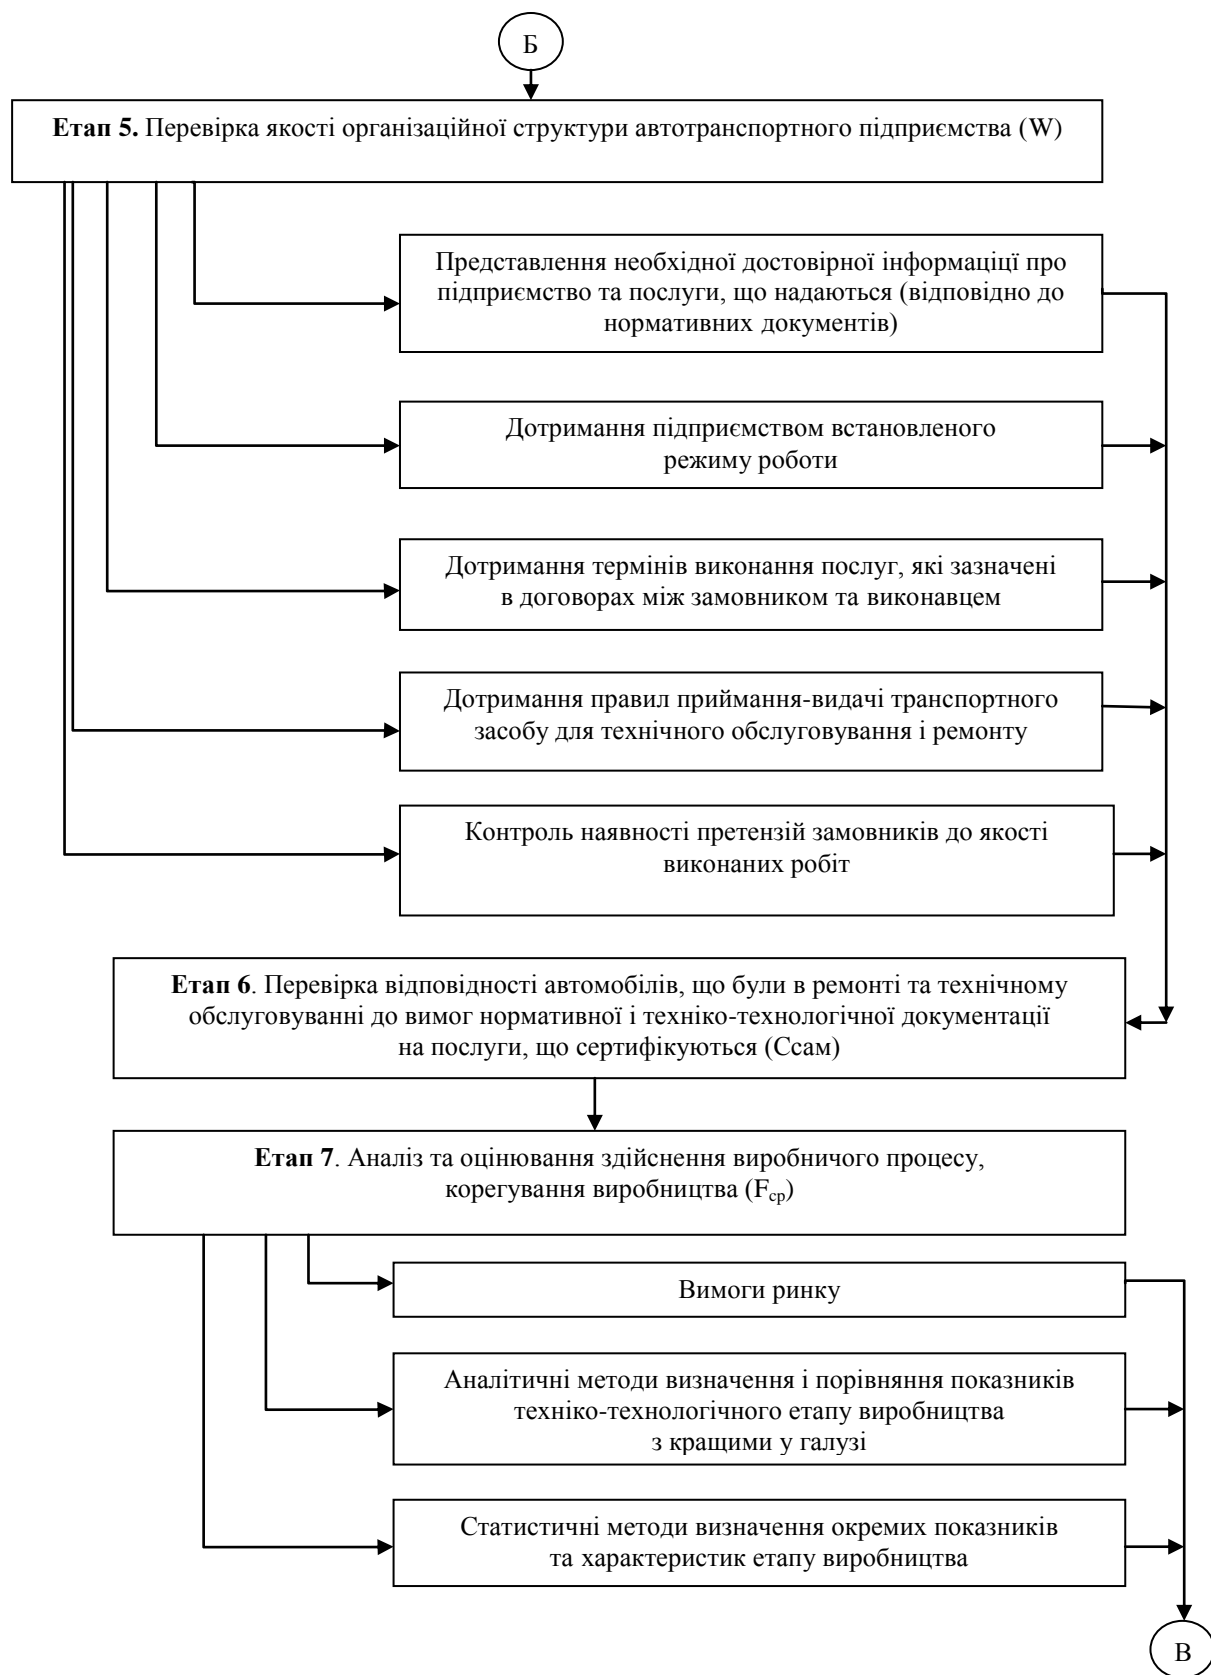 Б
Етап 5. Перевірка якості організаційної структури автотранспортного підприємства (W)
Представлення необхідної достовірної інформаціцї про
підприємство та послуги, що надаються (відповідно до
нормативних документів)
Дотримання підприємством встановленого
режиму роботи
Дотримання термінів виконання послуг, які зазначені
в договорах між замовником та виконавцем
Дотримання правил приймання-видачі транспортного
засобу для технічного обслуговування і ремонту
Контроль наявності претензій замовників до якості
виконаних робіт
Етап 6. Перевірка відповідності автомобілів, що були в ремонті та технічному
обслуговуванні до вимог нормативної і техніко-технологічної документації
на послуги, що сертифікуються (Ссам)
Етап 7. Аналіз та оцінювання здійснення виробничого процесу,
корегування виробництва (Fср)
Вимоги ринку
Аналітичні методи визначення і порівняння показників
техніко-технологічного етапу виробництва
з кращими у галузі
Статистичні методи визначення окремих показників
та характеристик етапу виробництва
В